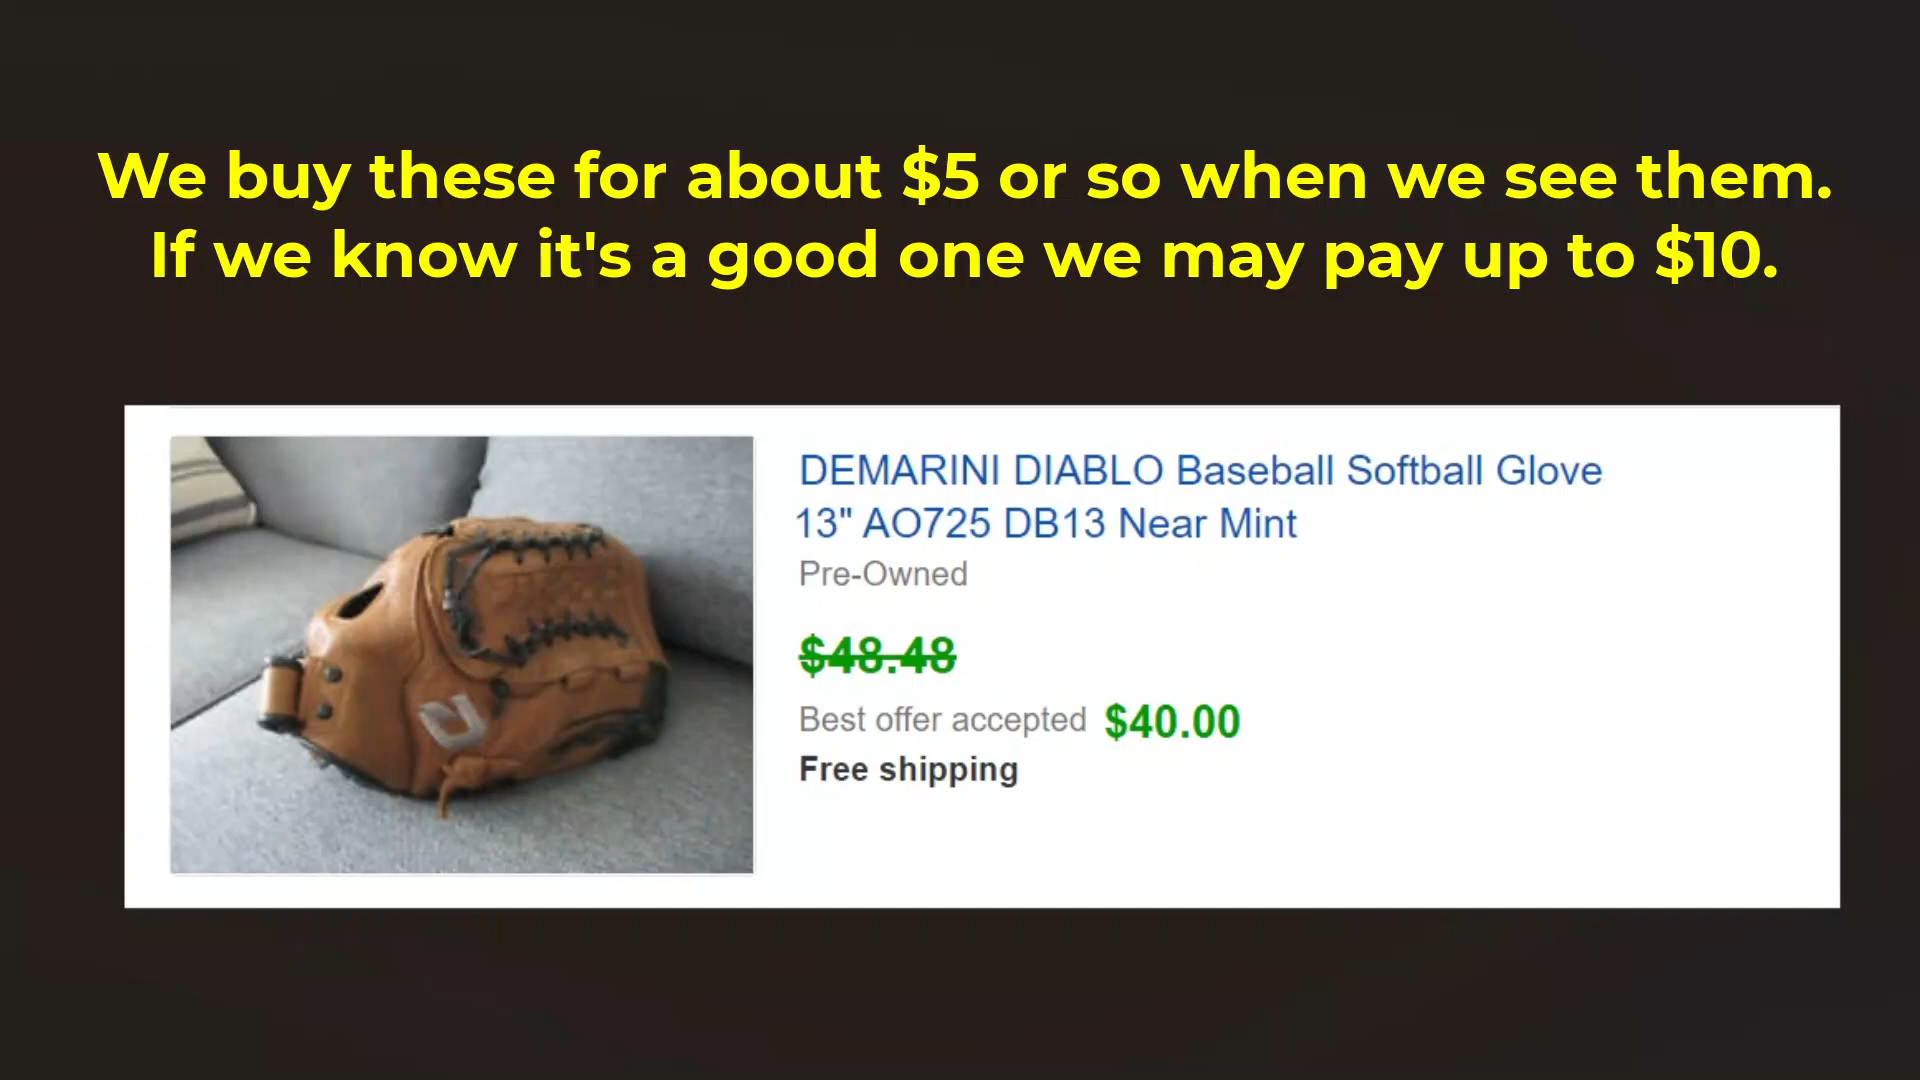 We buy these for about $5 or so when we see them.
If we know it's a good one we may pay up to $10.
DEMARINI DIABLO Baseball Softball Glove
13" AO725 DB13 Near Mint
Pre-Owned
$48.48
Best offer accepted $40.00
Free shipping